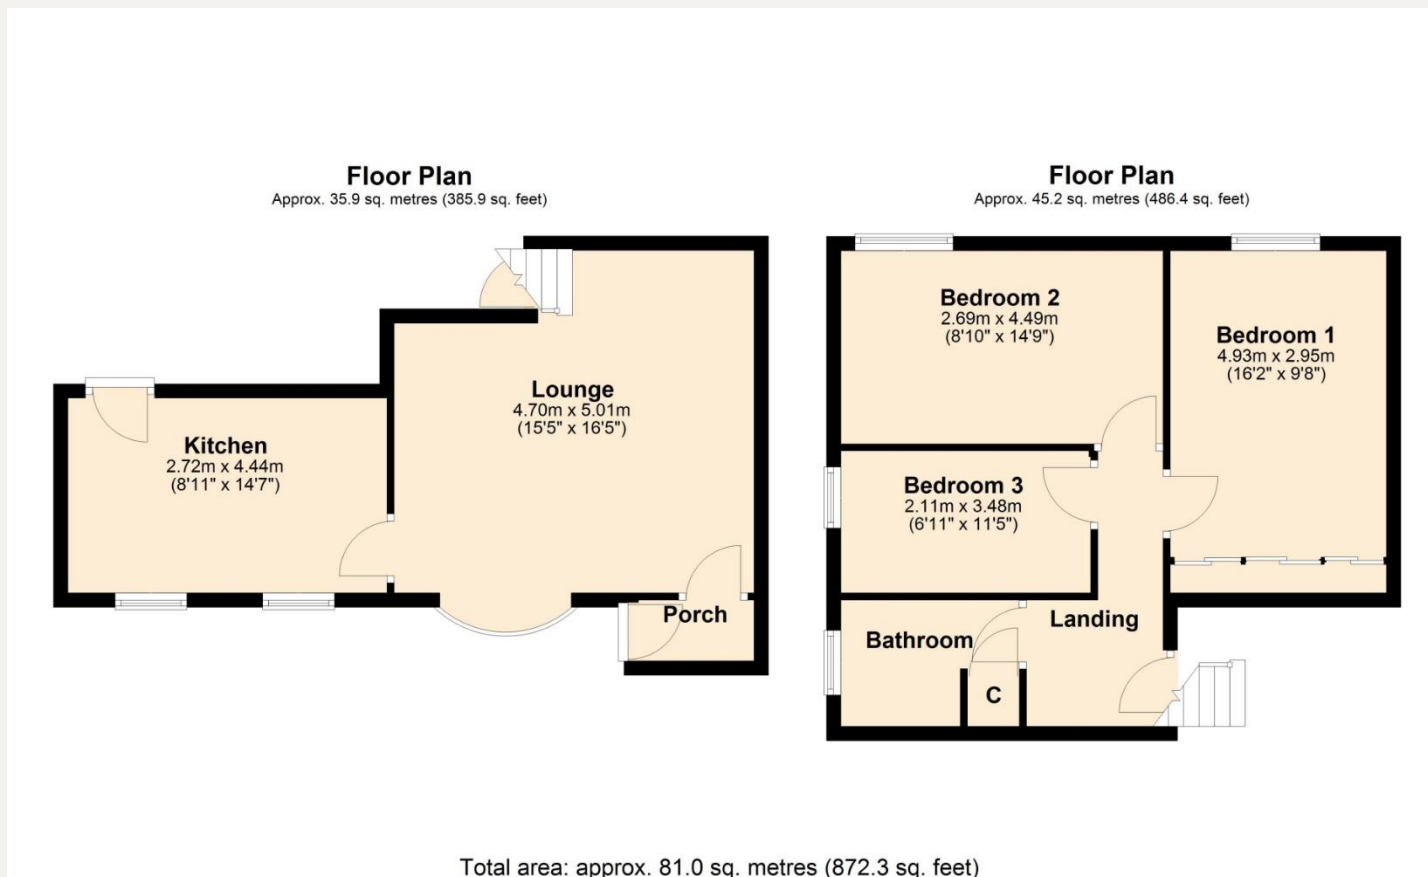 Floor Plan
Approx. 35.9 sq. metres (385.9 sq. feet)
Kitchen
2.72m x 4.44m
(8'11" x 14'7")
Lounge
4.70m x 5.01m
(15'5" x 16'5")
Porch
Floor Plan
Approx. 45.2 sq. metres (486.4 sq. feet)
Bedroom 2
2.69m x 4.49m
(8'10" x 14'9")
Bedroom 1
4.93m x 2.95m
(16'2" x 9'8")
Bedroom 3
2.11m x 3.48m
(6'11" x 11'5")
Bathroom
Landing
C
Total area: approx. 81.0 sq. metres (872.3 sq. feet)